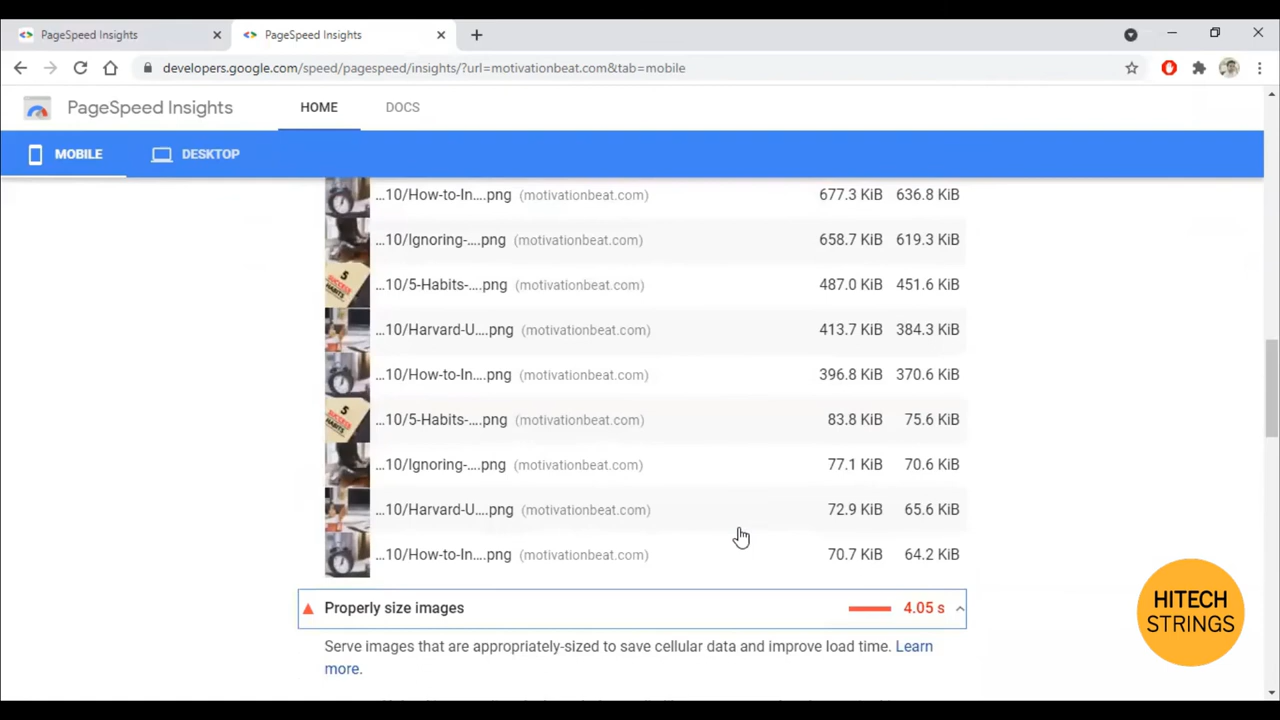 PageSpeed Insights
PageSpeed Insights
developers.google.com/speed/pagespeed/insights/?url=motivationbeat.com&tab=mobile
PageSpeed Insights HOME DOCS
MOBILE DESKTOP
...10/How-to-In....png (motivationbeat.com) 677.3 KiB 636.8 KiB
...10/Ignoring-....png (motivationbeat.com) 658.7 KiB 619.3 KiB
...10/5-Habits-....png (motivationbeat.com) 487.0 KiB 451.6 KiB
...10/Harvard-U....png (motivationbeat.com) 413.7 KiB 384.3 KiB
...10/How-to-In....png (motivationbeat.com) 396.8 KiB 370.6 KiB
...10/5-Habits-....png (motivationbeat.com) 83.8 KiB 75.6 KiB
...10/Ignoring-....png (motivationbeat.com) 77.1 KiB 70.6 KiB
...10/Harvard-U....png (motivationbeat.com) 72.9 KiB 65.6 KiB
...10/How-to-In....png (motivationbeat.com) 70.7 KiB 64.2 KiB
Properly size images 4.05 s
Serve images that are appropriately-sized to save cellular data and improve load time. Learn
more.
HITECH
STRINGS